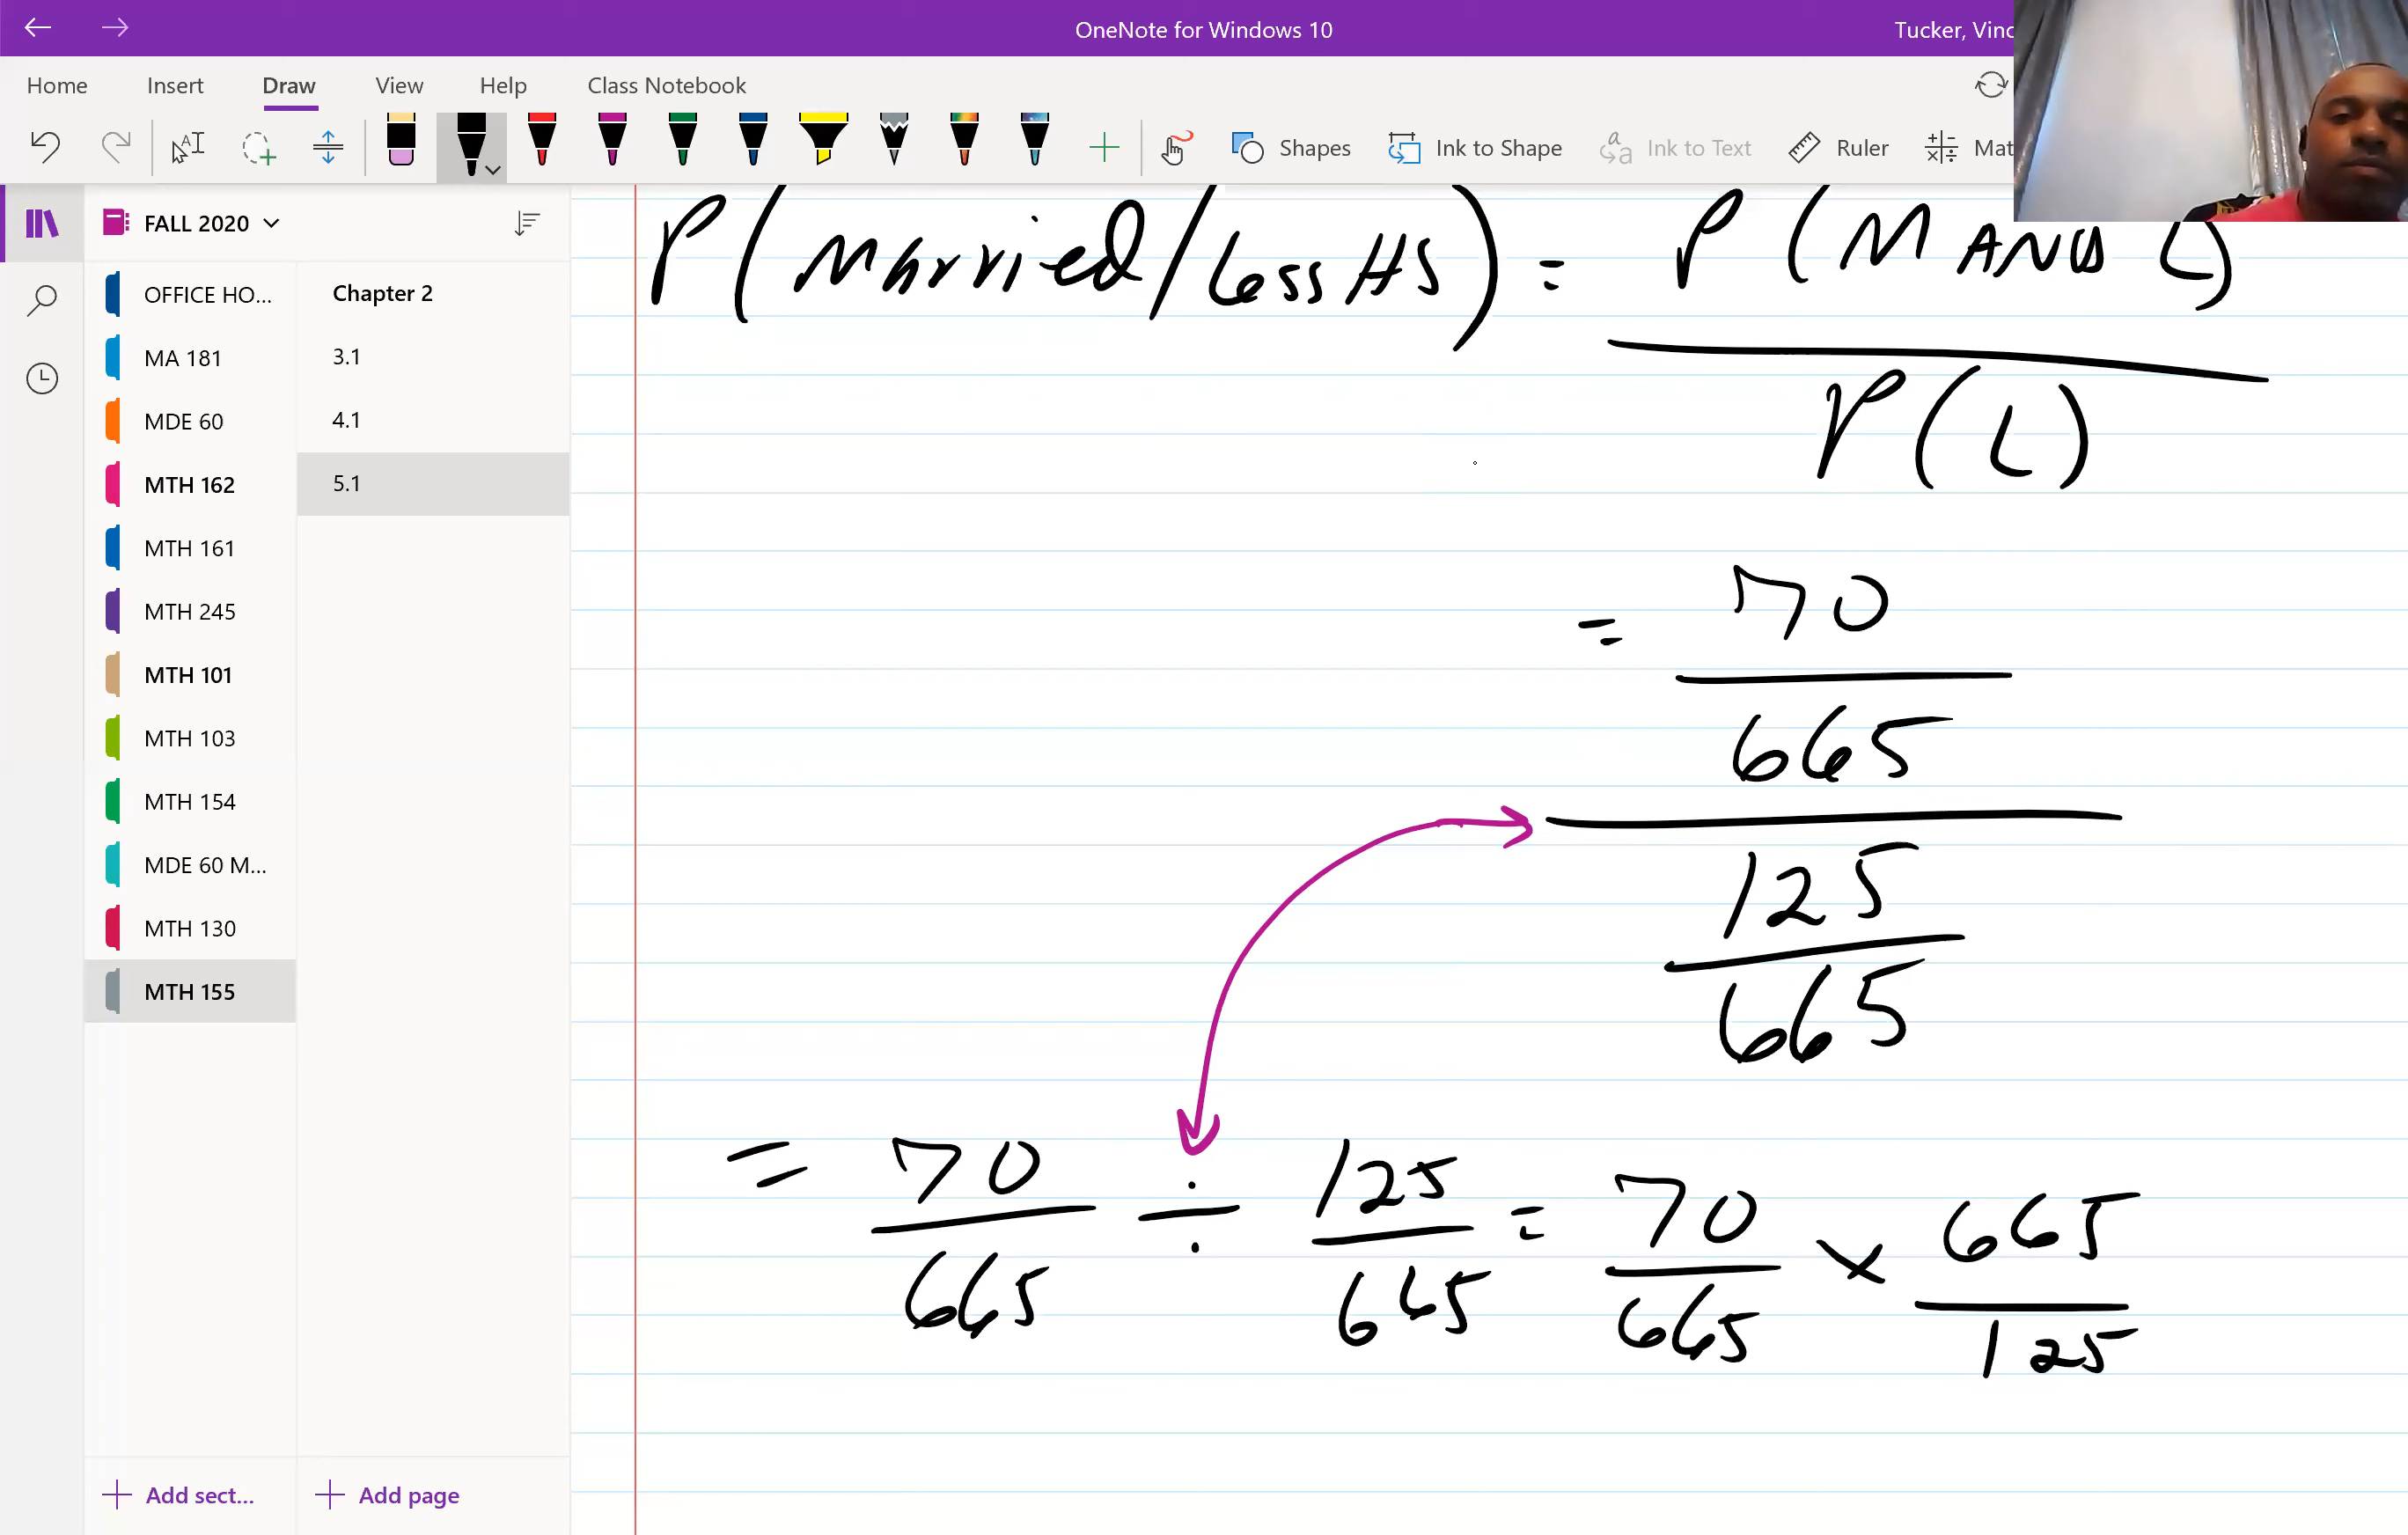 OneNote for Windows 10
Tucker, Vinc
Home Insert Draw View Help Class Notebook
Shapes Ink to Shape Ink to Text Ruler Mat
FALL 2020
OFFICE HO...
MA 181
MDE 60
MTH 162
MTH 161
MTH 245
MTH 101
MTH 103
MTH 154
MDE 60 M...
MTH 130
MTH 155
Add sect...
Chapter 2
3.1
4.1
5.1
Add page
P(Married/Less HS) = P(M AND L)
P(L)
= 70
665
125
665
= 70/665 ÷ 125/665 = 70/665 × 665/125